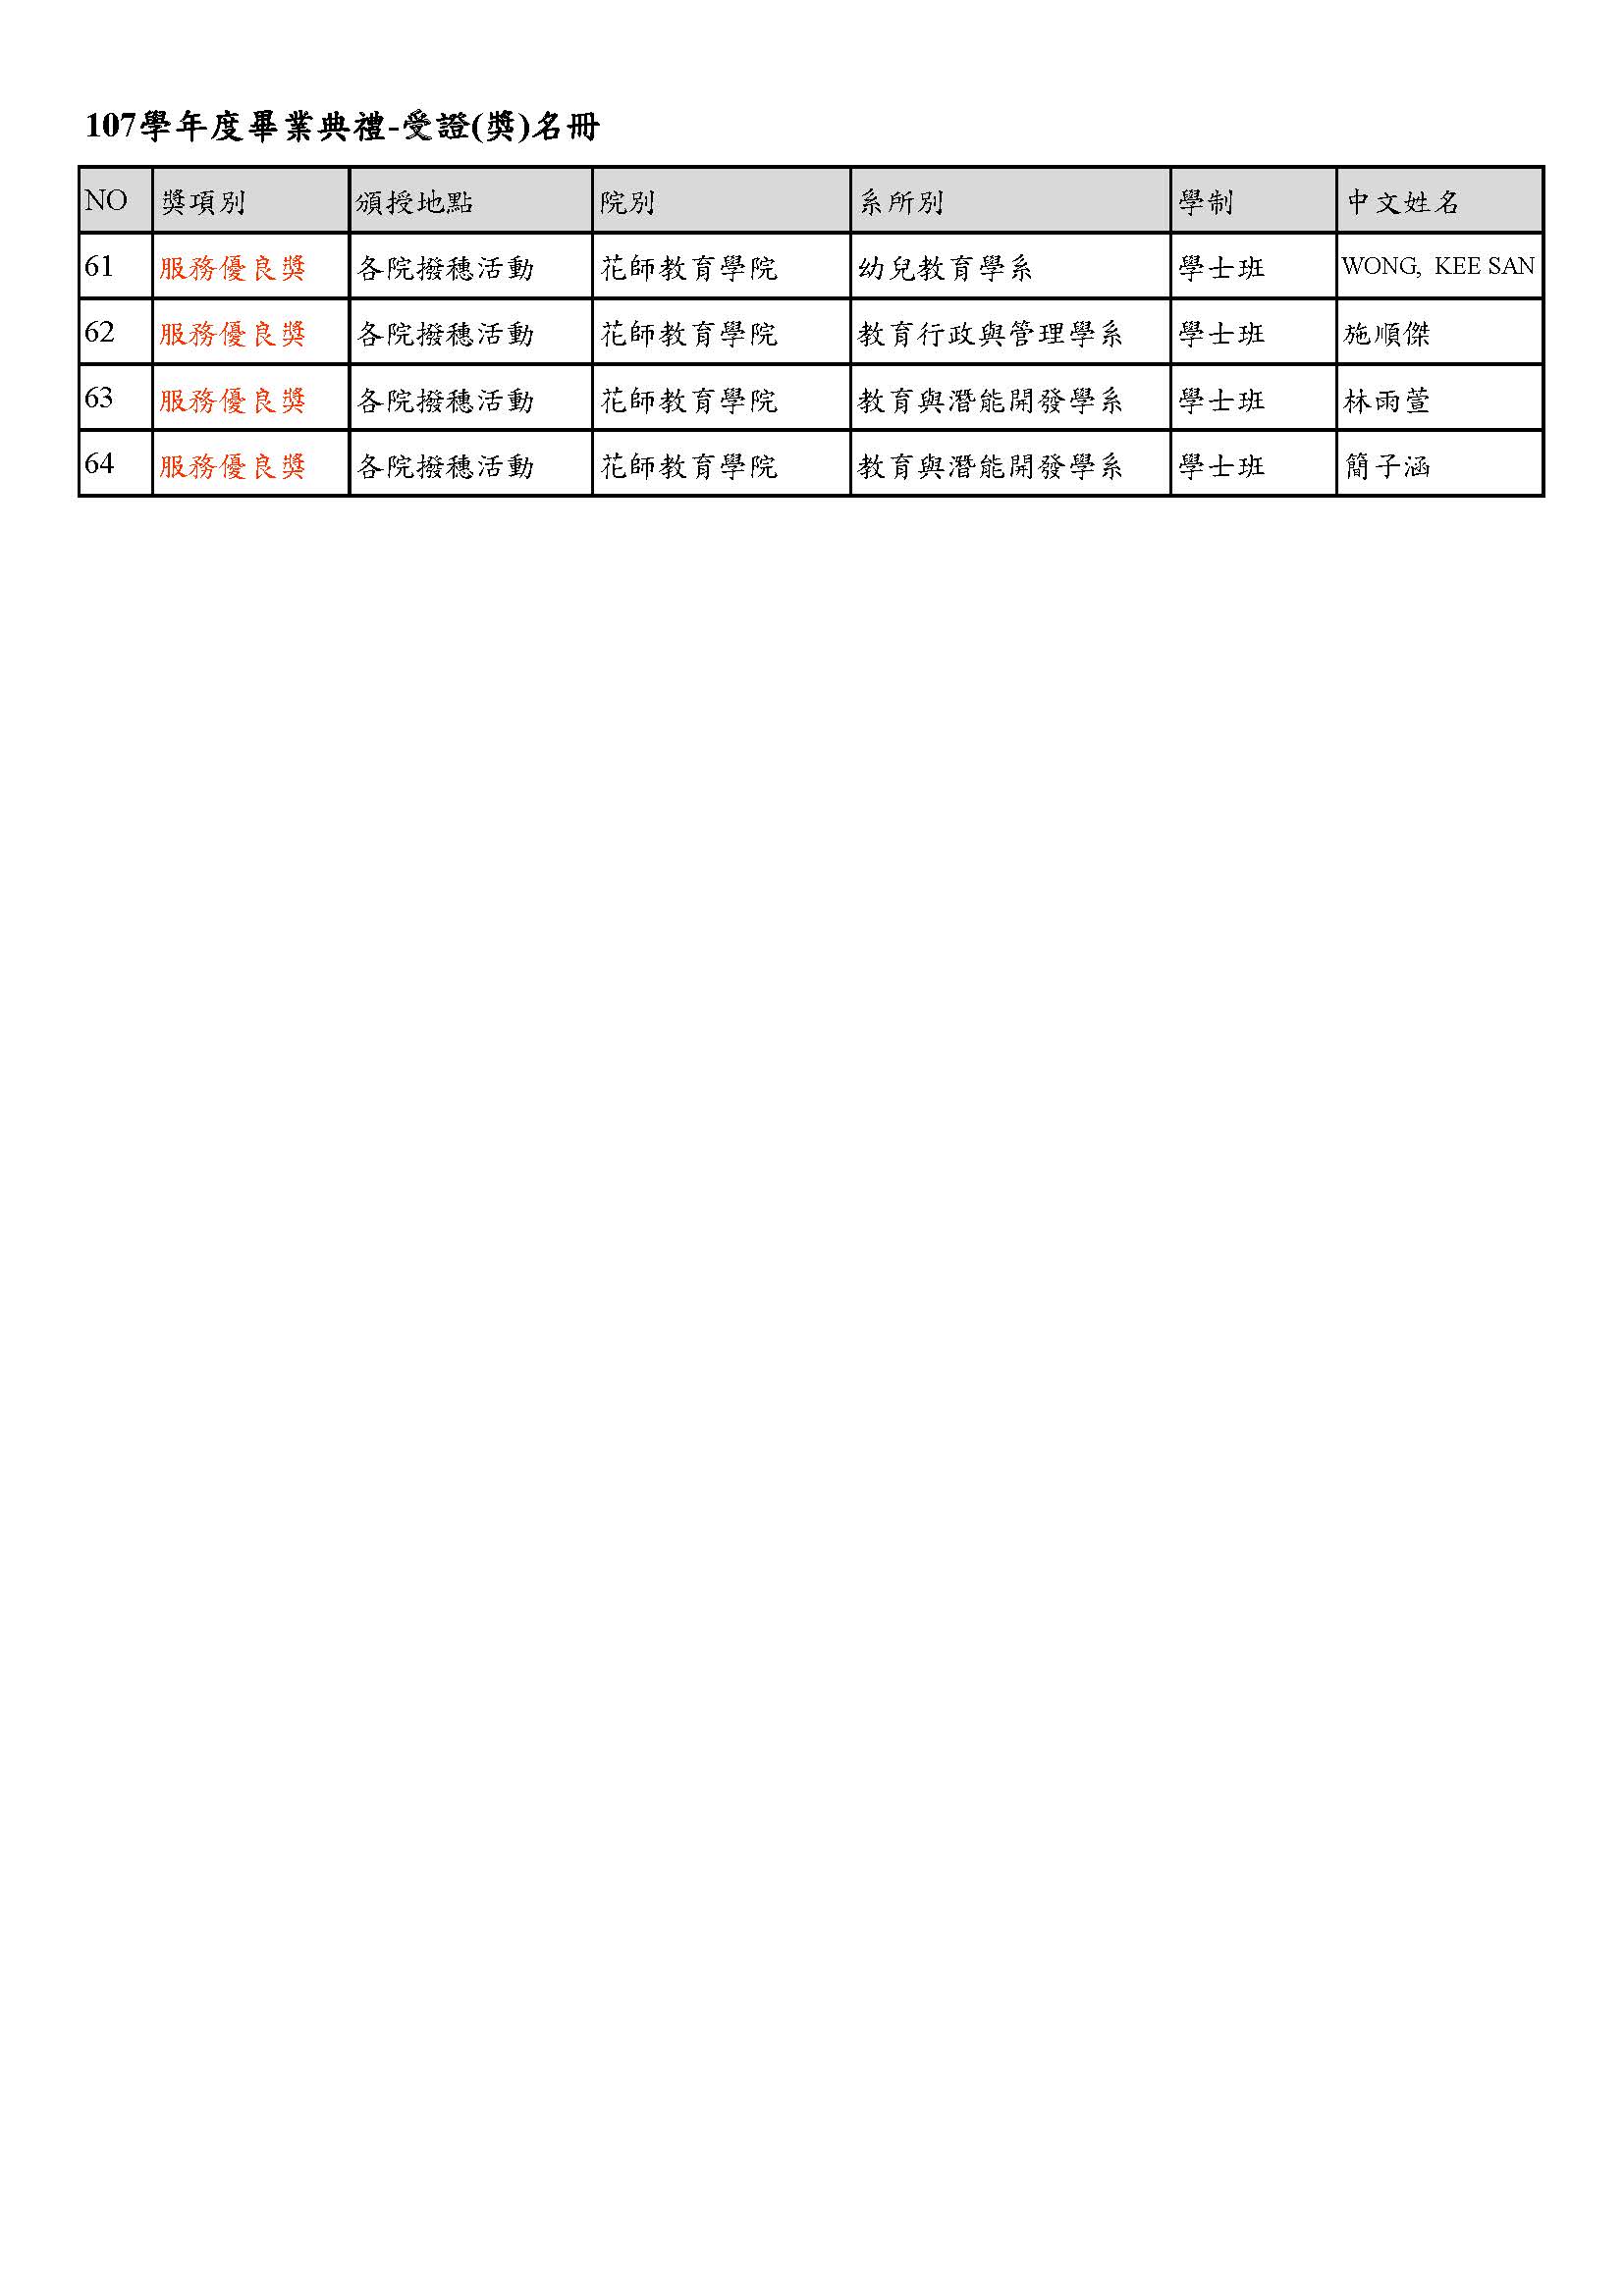 107學年度畢業典禮-受證(獎)名冊
NO 獎項別 頒授地點 院別 系所別 學制 中文姓名
61 服務優良獎 各院撥穗活動 花師教育學院 幼兒教育學系 學士班 WONG, KEE SAN
62 服務優良獎 各院撥穗活動 花師教育學院 教育行政與管理學系 學士班 施順傑
63 服務優良獎 各院撥穗活動 花師教育學院 教育與潛能開發學系 學士班 林雨萱
64 服務優良獎 各院撥穗活動 花師教育學院 教育與潛能開發學系 學士班 簡子涵